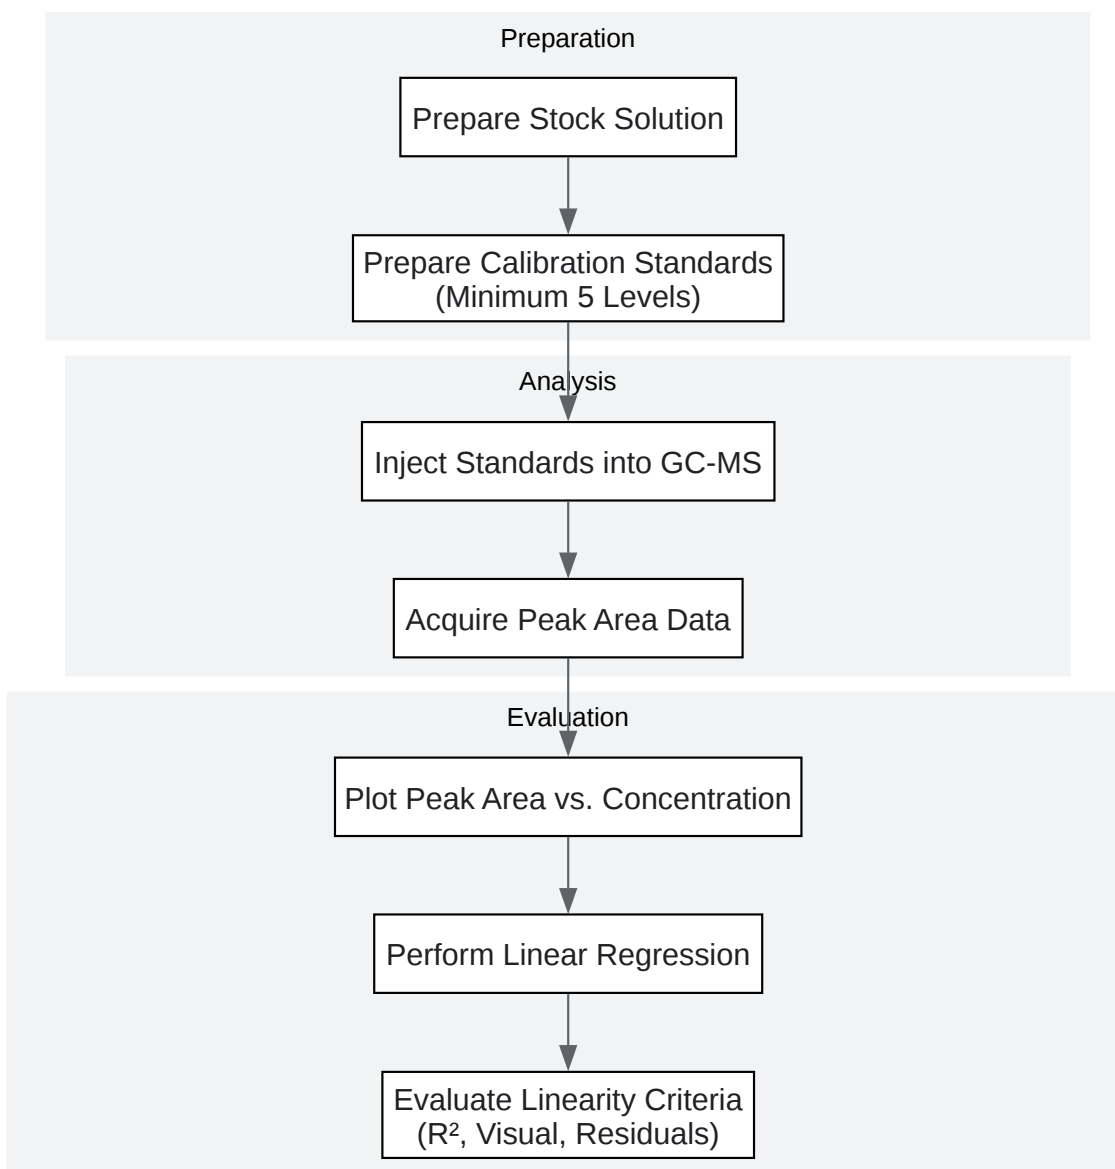 Preparation
Prepare Stock Solution
Prepare Calibration Standards
(Minimum 5 Levels)
Analysis
Inject Standards into GC-MS
Acquire Peak Area Data
Evaluation
Plot Peak Area vs. Concentration
Perform Linear Regression
Evaluate Linearity Criteria
(R², Visual, Residuals)